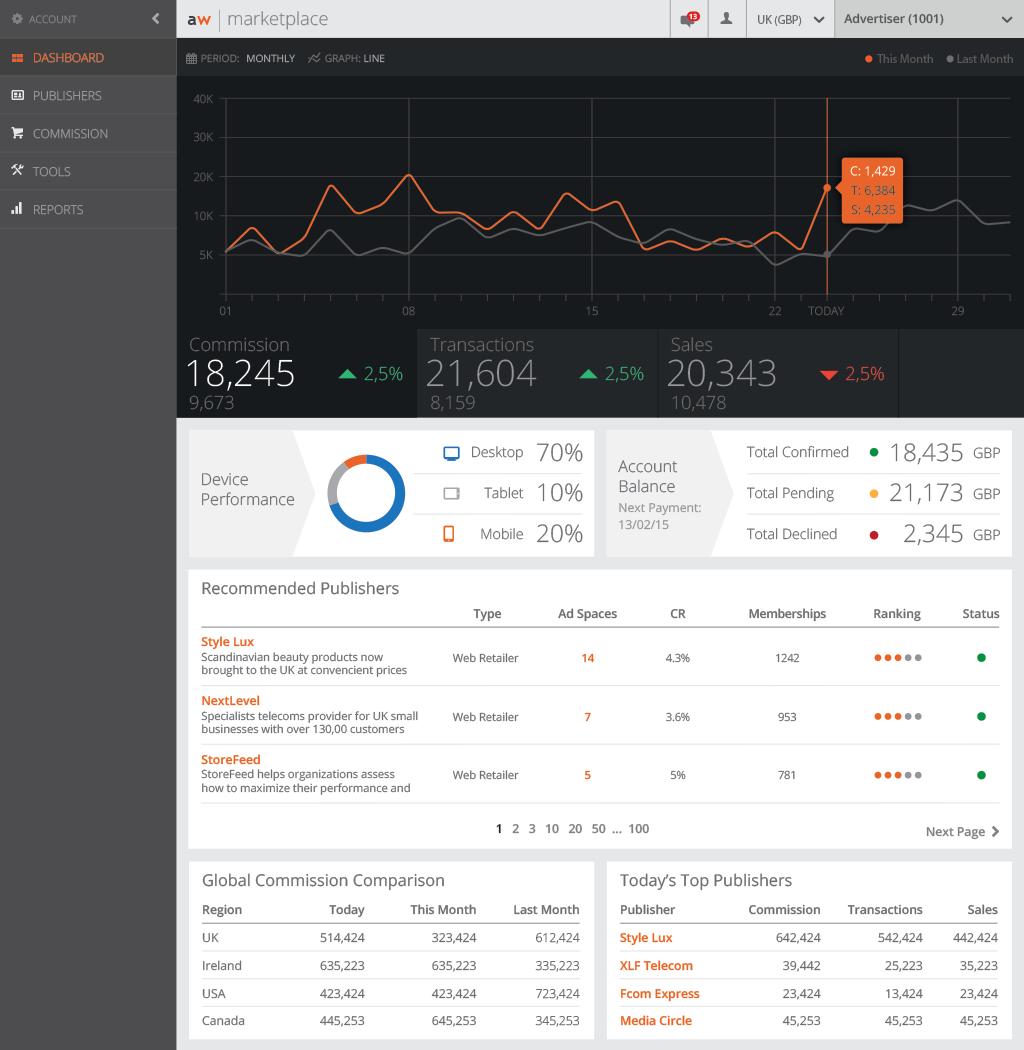 ACCOUNT
DASHBOARD
PUBLISHERS
COMMISSION
TOOLS
REPORTS
aw marketplace
13
UK (GBP)
Advertiser (1001)
PERIOD: MONTHLY GRAPH: LINE
This Month Last Month
40K
30K
20K
10K
5K
C: 1,429
T: 6,384
S: 4,235
01 08 15 22 TODAY 29
Commission
18,245 2,5%
9,673
Transactions
21,604 2,5%
8,159
Sales
20,343 2,5%
10,478
Device
Performance
Desktop 70%
Tablet 10%
Mobile 20%
Account
Balance
Next Payment:
13/02/15
Total Confirmed 18,435 GBP
Total Pending 21,173 GBP
Total Declined 2,345 GBP
Recommended Publishers
Type Ad Spaces CR Memberships Ranking Status
Style Lux
Scandinavian beauty products now
brought to the UK at convencient prices
Web Retailer 14 4.3% 1242
NextLevel
Specialists telecoms provider for UK small
businesses with over 130,00 customers
Web Retailer 7 3.6% 953
StoreFeed
StoreFeed helps organizations assess
how to maximize their performance and
Web Retailer 5 5% 781
1 2 3 10 20 50 ... 100
Next Page
Global Commission Comparison
Region Today This Month Last Month
UK 514,424 323,424 612,424
Ireland 635,223 635,223 335,223
USA 423,424 423,424 723,424
Canada 445,253 645,253 345,253
Today's Top Publishers
Publisher Commission Transactions Sales
Style Lux 642,424 542,424 442,424
XLF Telecom 39,442 25,223 35,223
Fcom Express 23,424 13,424 23,424
Media Circle 45,253 45,253 45,253